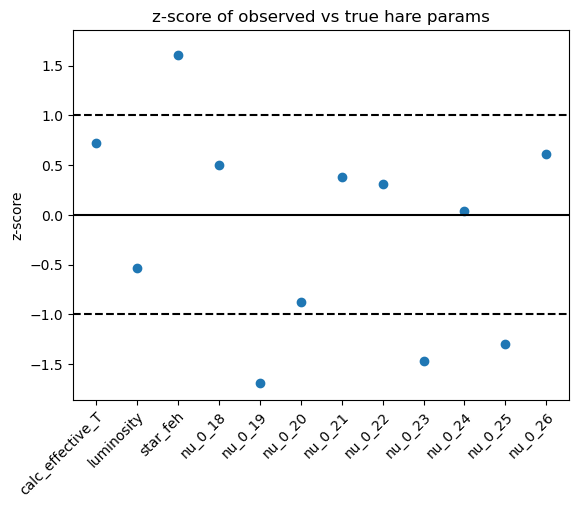 z-score of observed vs true hare params
z-score
1.5
1.0
0.5
0.0
−0.5
−1.0
−1.5
calc_effective_T
luminosity
star_feh
nu_0_18
nu_0_19
nu_0_20
nu_0_21
nu_0_22
nu_0_23
nu_0_24
nu_0_25
nu_0_26